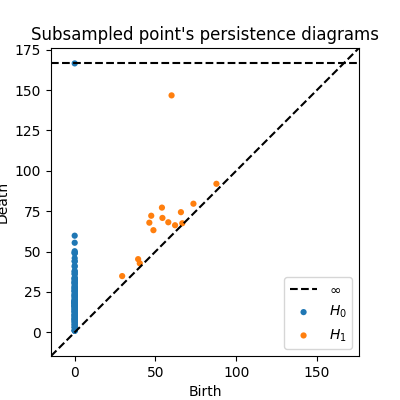 Subsampled point's persistence diagrams
175
150
125
100
75
50
25
0
Death
0
50
100
150
Birth
∞
H₀
H₁